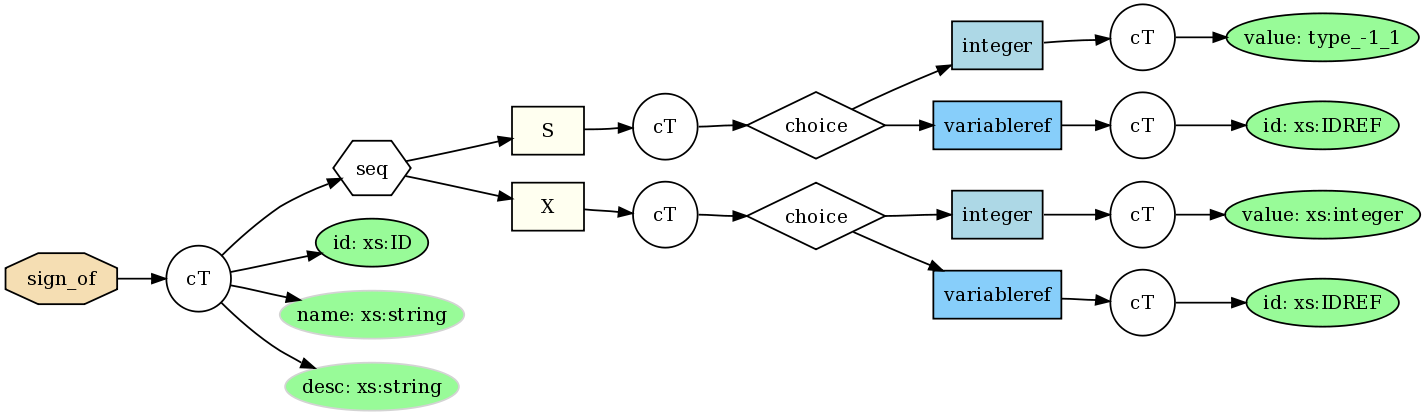 sign_of
cT
seq
id: xs:ID
name: xs:string
desc: xs:string
S
cT
choice
integer
cT
value: type_-1_1
variableref
cT
id: xs:IDREF
X
cT
choice
integer
cT
value: xs:integer
variableref
cT
id: xs:IDREF